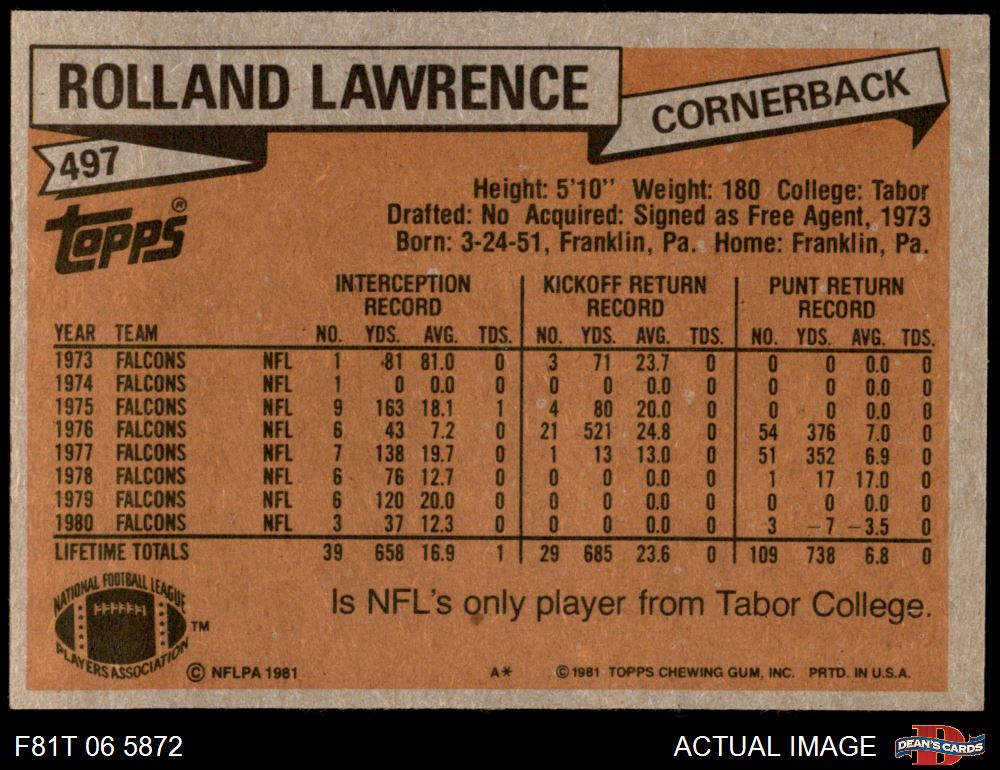 ROLLAND LAWRENCE
CORNERBACK
497
TOPPS®
Height: 5'10" Weight: 180 College: Tabor
Drafted: No Acquired: Signed as Free Agent, 1973
Born: 3-24-51, Franklin, Pa. Home: Franklin, Pa.
INTERCEPTION RECORD KICKOFF RETURN RECORD PUNT RETURN RECORD
YEAR TEAM NO. YDS. AVG. TDS. NO. YDS. AVG. TDS. NO. YDS. AVG. TDS.
1973 FALCONS NFL 1 81 81.0 0 3 71 23.7 0 0 0 0.0 0
1974 FALCONS NFL 1 0 0.0 0 0 0 0.0 0 0 0 0.0 0
1975 FALCONS NFL 9 163 18.1 1 4 80 20.0 0 0 0 0.0 0
1976 FALCONS NFL 6 43 7.2 0 21 521 24.8 0 54 376 7.0 0
1977 FALCONS NFL 7 138 19.7 0 1 13 13.0 0 51 352 6.9 0
1978 FALCONS NFL 6 76 12.7 0 0 0 0.0 0 1 17 17.0 0
1979 FALCONS NFL 6 120 20.0 0 0 0 0.0 0 0 0 0.0 0
1980 FALCONS NFL 3 37 12.3 0 0 0 0.0 0 3 -7 -3.5 0
LIFETIME TOTALS 39 658 16.9 1 29 685 23.6 0 109 738 6.8 0
Is NFL's only player from Tabor College.
NATIONAL FOOTBALL LEAGUE
PLAYERS ASSOCIATION
TM
© NFLPA 1981 A* © 1981 TOPPS CHEWING GUM, INC. PRTD. IN U.S.A.
F81T 06 5872 ACTUAL IMAGE D DEAN'S CARDS